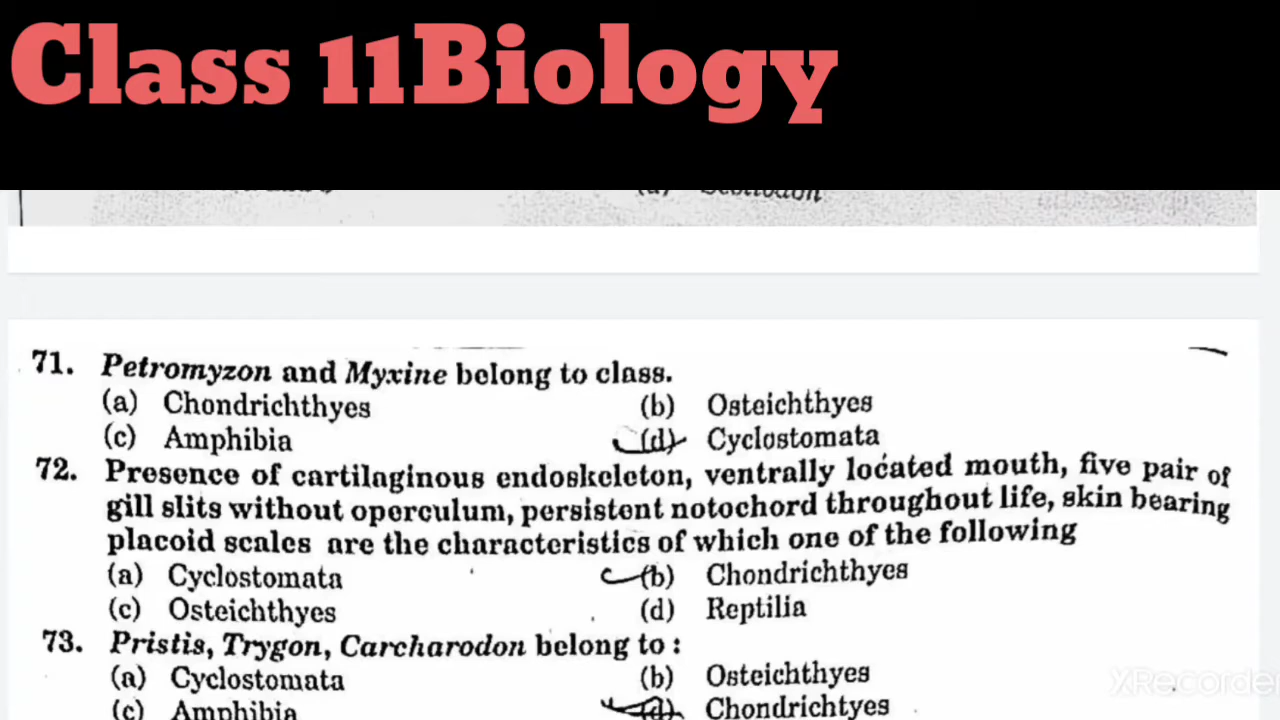 Class 11Biology
(d) Scoliodon
71. Petromyzon and Myxine belong to class.
(a) Chondrichthyes (b) Osteichthyes
(c) Amphibia (d) Cyclostomata
72. Presence of cartilaginous endoskeleton, ventrally located mouth, five pair of
gill slits without operculum, persistent notochord throughout life, skin bearing
placoid scales are the characteristics of which one of the following
(a) Cyclostomata (b) Chondrichthyes
(c) Osteichthyes (d) Reptilia
73. Pristis, Trygon, Carcharodon belong to :
(a) Cyclostomata (b) Osteichthyes
(c) Amphibia (d) Chondrichtyes
XRecorder